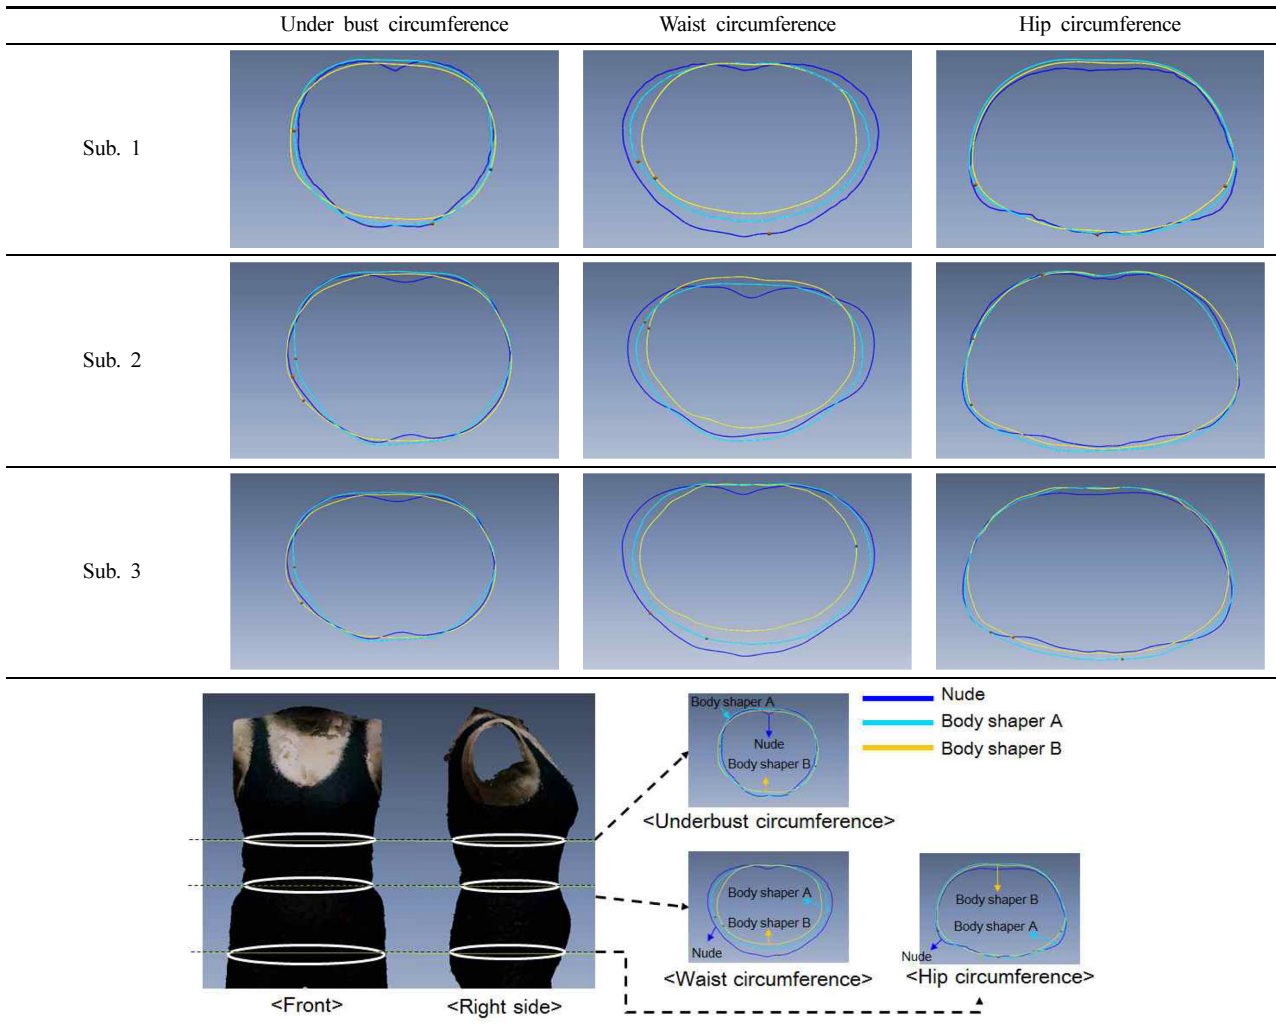 Under bust circumference Waist circumference Hip circumference
Sub. 1
Sub. 2
Sub. 3
Nude
Body shaper A
Body shaper B
Body shaper A
Nude
Body shaper B
<Underbust circumference>
Body shaper A
Body shaper B
Nude
<Waist circumference>
Body shaper B
Body shaper A
Nude
<Hip circumference>
<Front> <Right side>